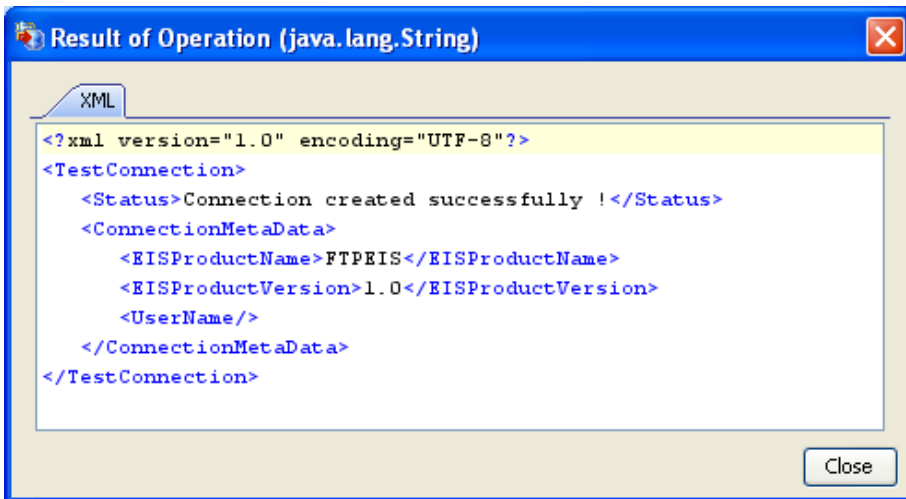 Result of Operation (java.lang.String)
XML
<?xml version="1.0" encoding="UTF-8"?>
<TestConnection>
<Status>Connection created successfully !</Status>
<ConnectionMetaData>
<EISProductName>FTPEIS</EISProductName>
<EISProductVersion>1.0</EISProductVersion>
<UserName/>
</ConnectionMetaData>
</TestConnection>
Close